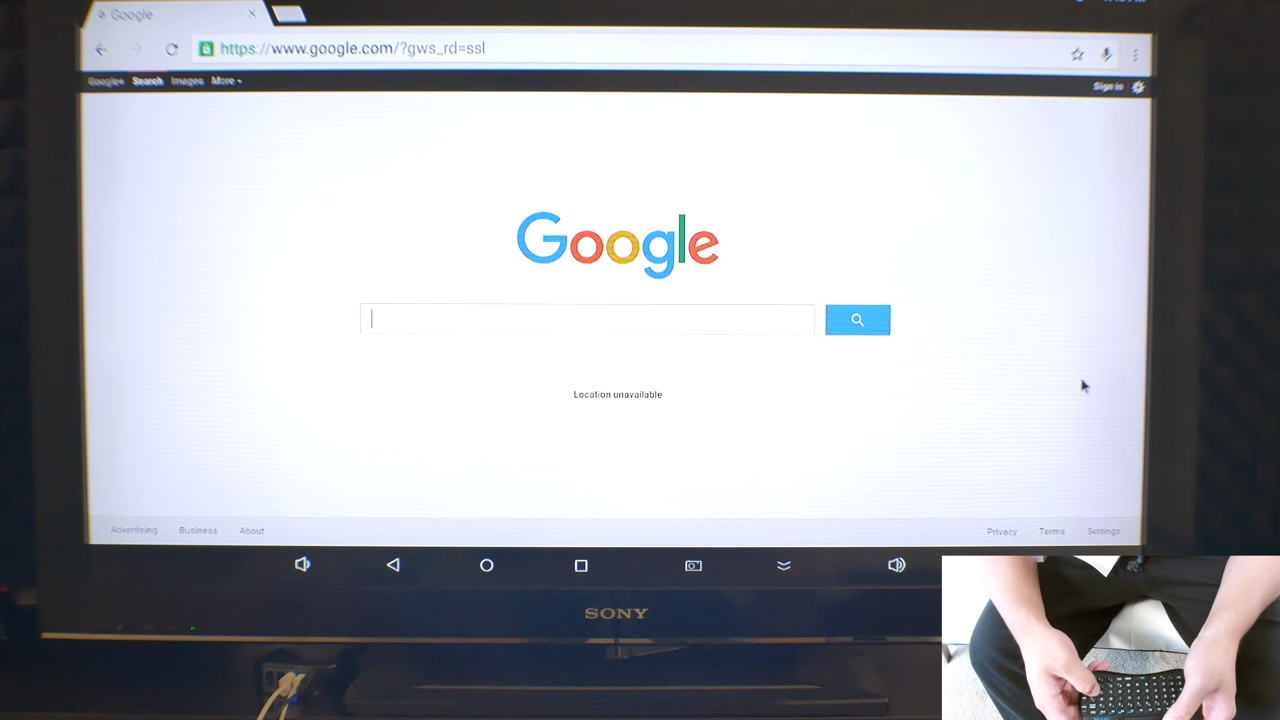 Google
https://www.google.com/?gws_rd=ssl
Google+ Search Images More
Sign in
Google
Location unavailable
Advertising Business About
Privacy Terms Settings
SONY